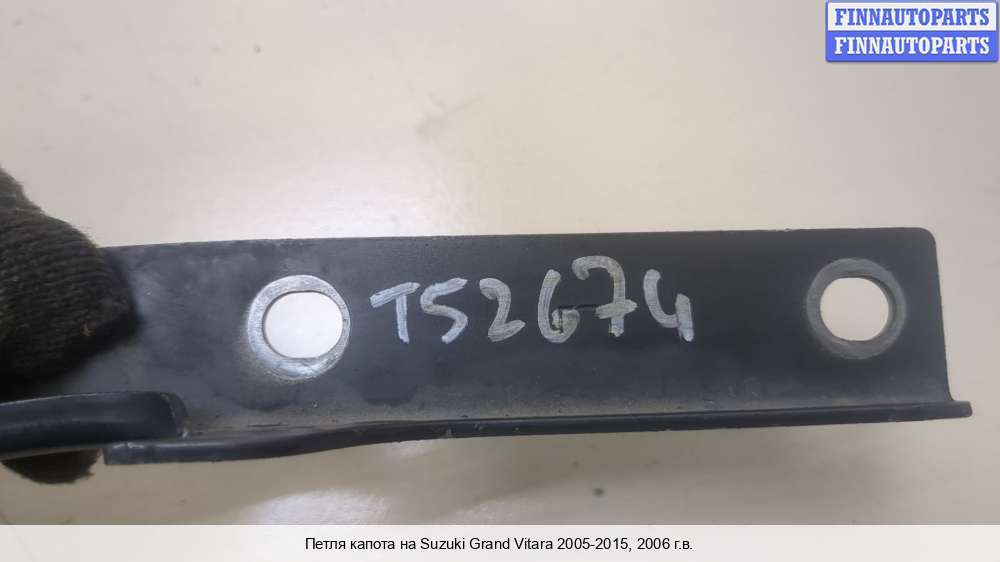 FINNAUTOPARTS
FINNAUTOPARTS
T52674
Петля капота на Suzuki Grand Vitara 2005-2015, 2006 г.в.